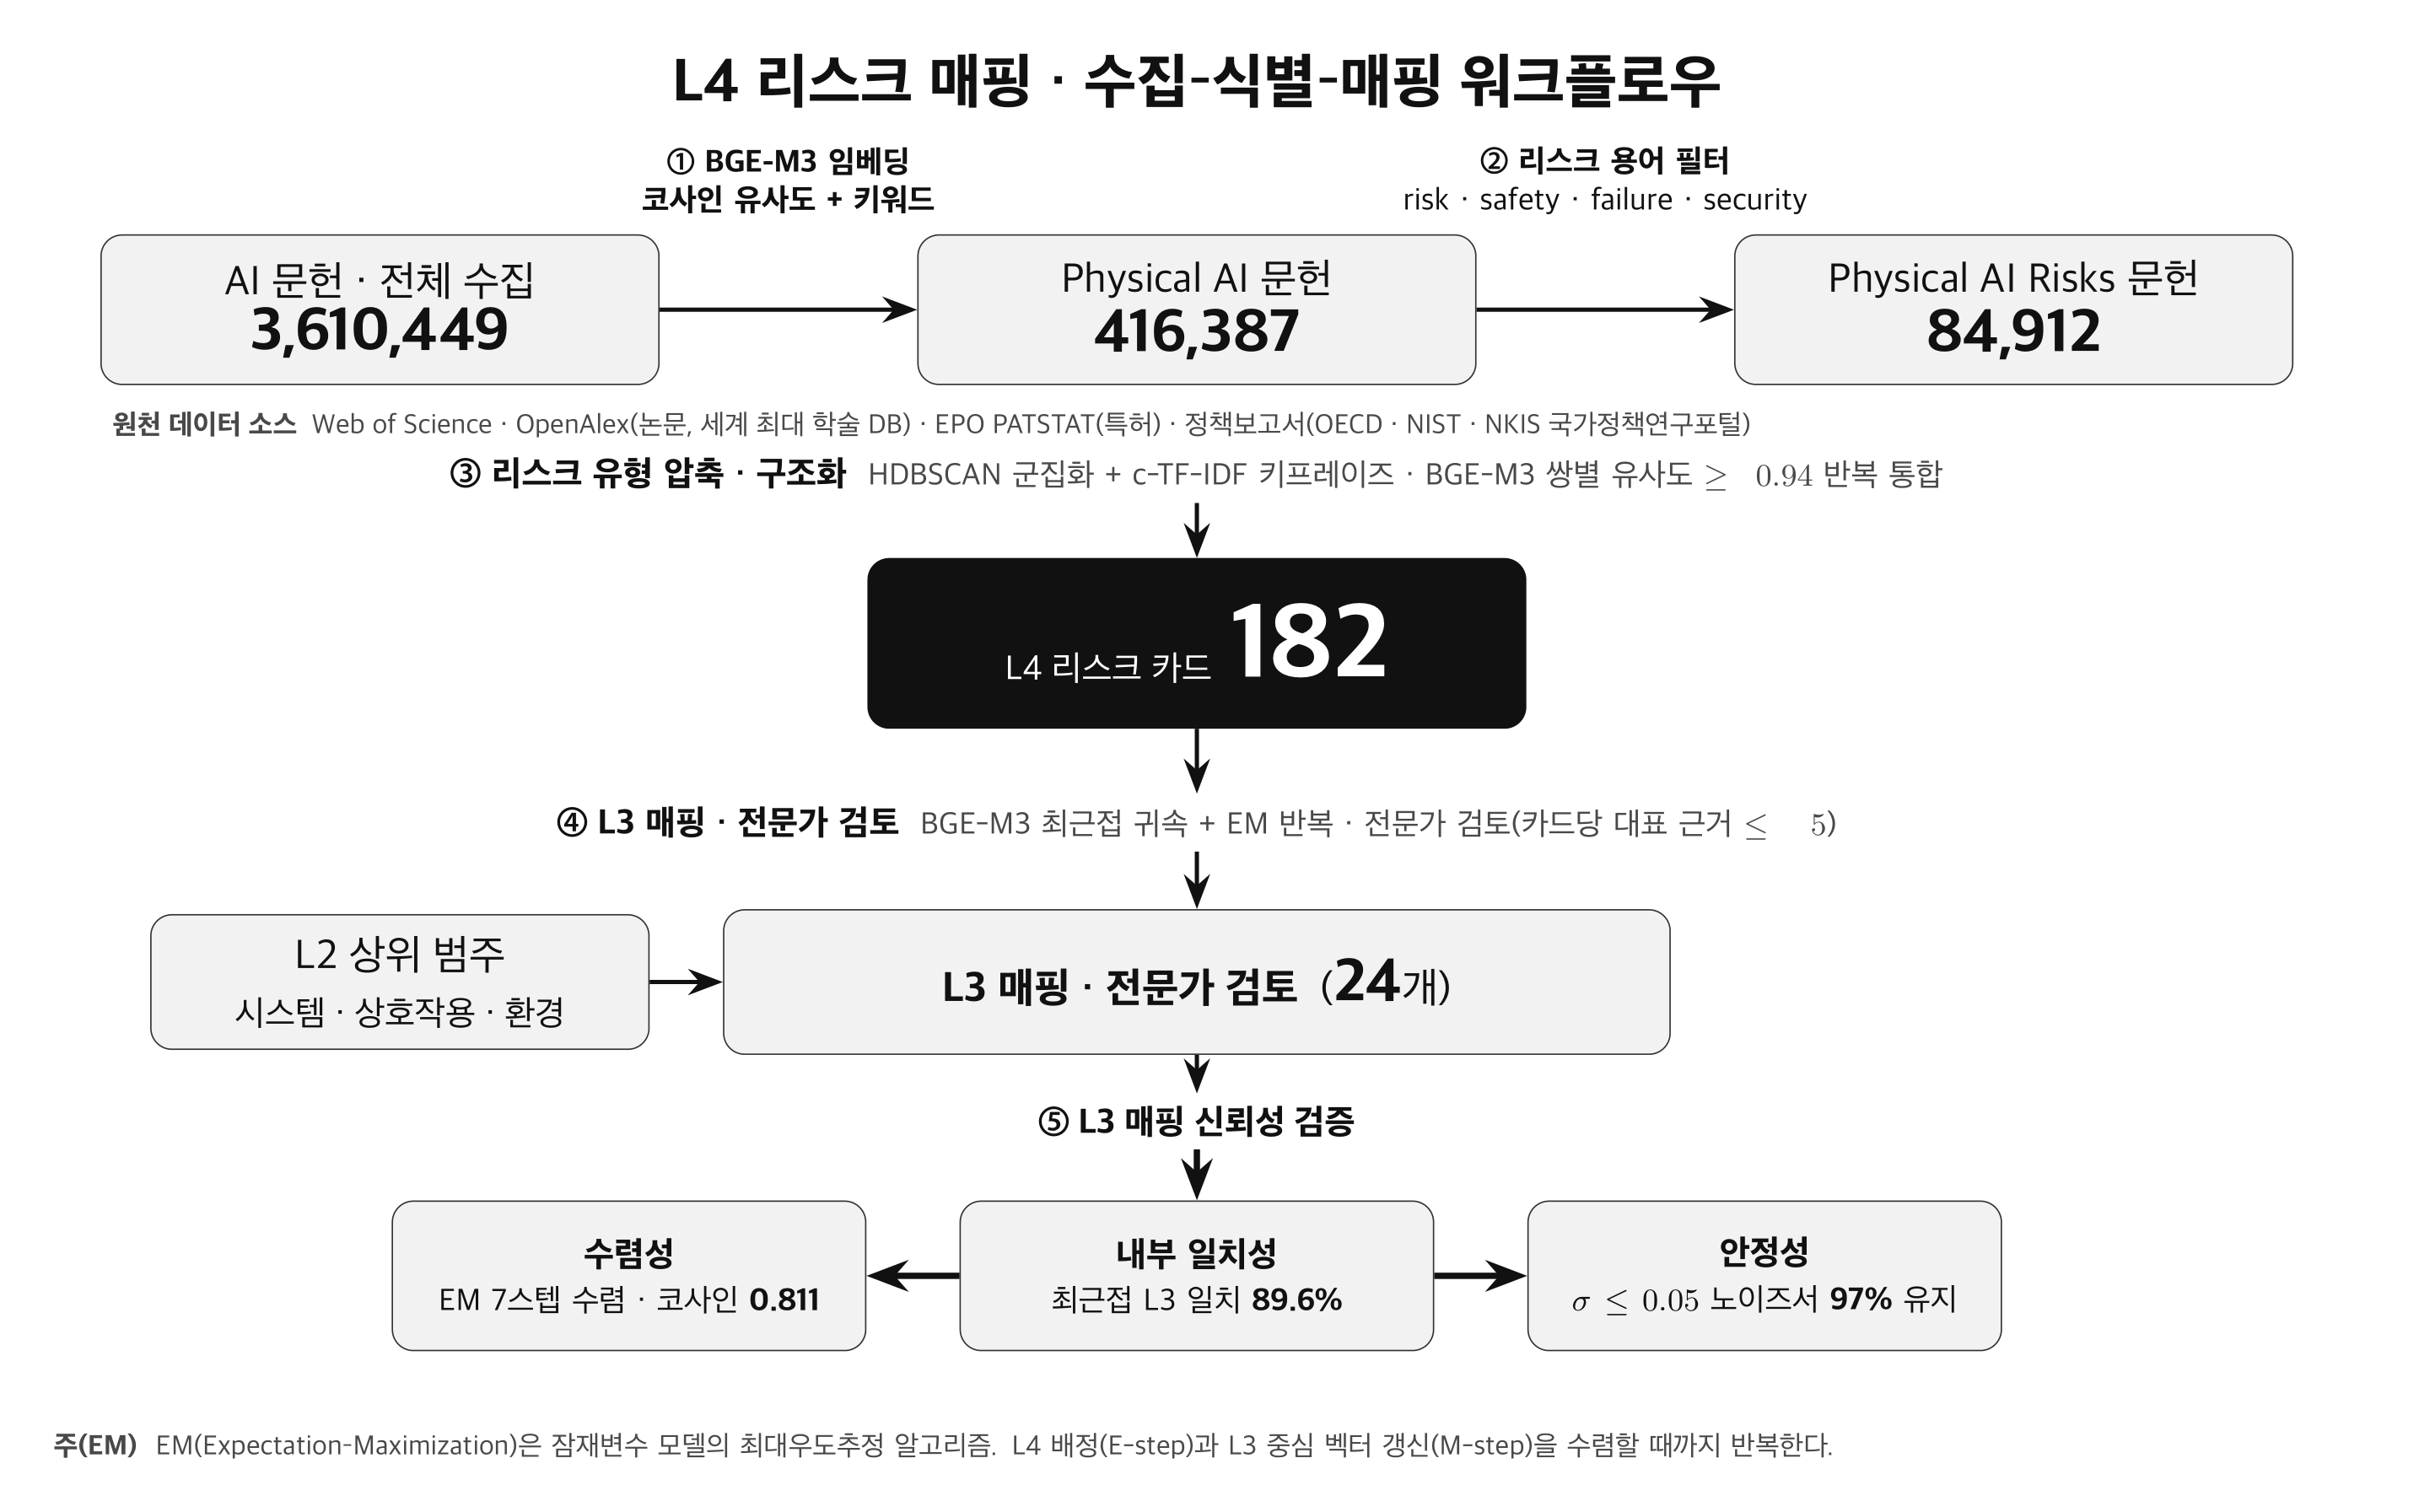 L4 리스크 매핑 · 수집-식별-매핑 워크플로우
① BGE-M3 임베딩
코사인 유사도 + 키워드
② 리스크 용어 필터
risk · safety · failure · security
AI 문헌 · 전체 수집
3,610,449
Physical AI 문헌
416,387
Physical AI Risks 문헌
84,912
원천 데이터 소스 Web of Science · OpenAlex(논문, 세계 최대 학술 DB) · EPO PATSTAT(특허) · 정책보고서(OECD · NIST · NKIS 국가정책연구포털)
③ 리스크 유형 압축 · 구조화 HDBSCAN 군집화 + c-TF-IDF 키프레이즈 · BGE-M3 쌍별 유사도 ≥ 0.94 반복 통합
L4 리스크 카드 182
④ L3 매핑 · 전문가 검토 BGE-M3 최근접 귀속 + EM 반복 · 전문가 검토(카드당 대표 근거 ≤ 5)
L2 상위 범주
시스템 · 상호작용 · 환경
L3 매핑 · 전문가 검토 (24개)
⑤ L3 매핑 신뢰성 검증
수렴성
EM 7스텝 수렴 · 코사인 0.811
내부 일치성
최근접 L3 일치 89.6%
안정성
σ ≤ 0.05 노이즈서 97% 유지
주(EM) EM(Expectation-Maximization)은 잠재변수 모델의 최대우도추정 알고리즘. L4 배정(E-step)과 L3 중심 벡터 갱신(M-step)을 수렴할 때까지 반복한다.